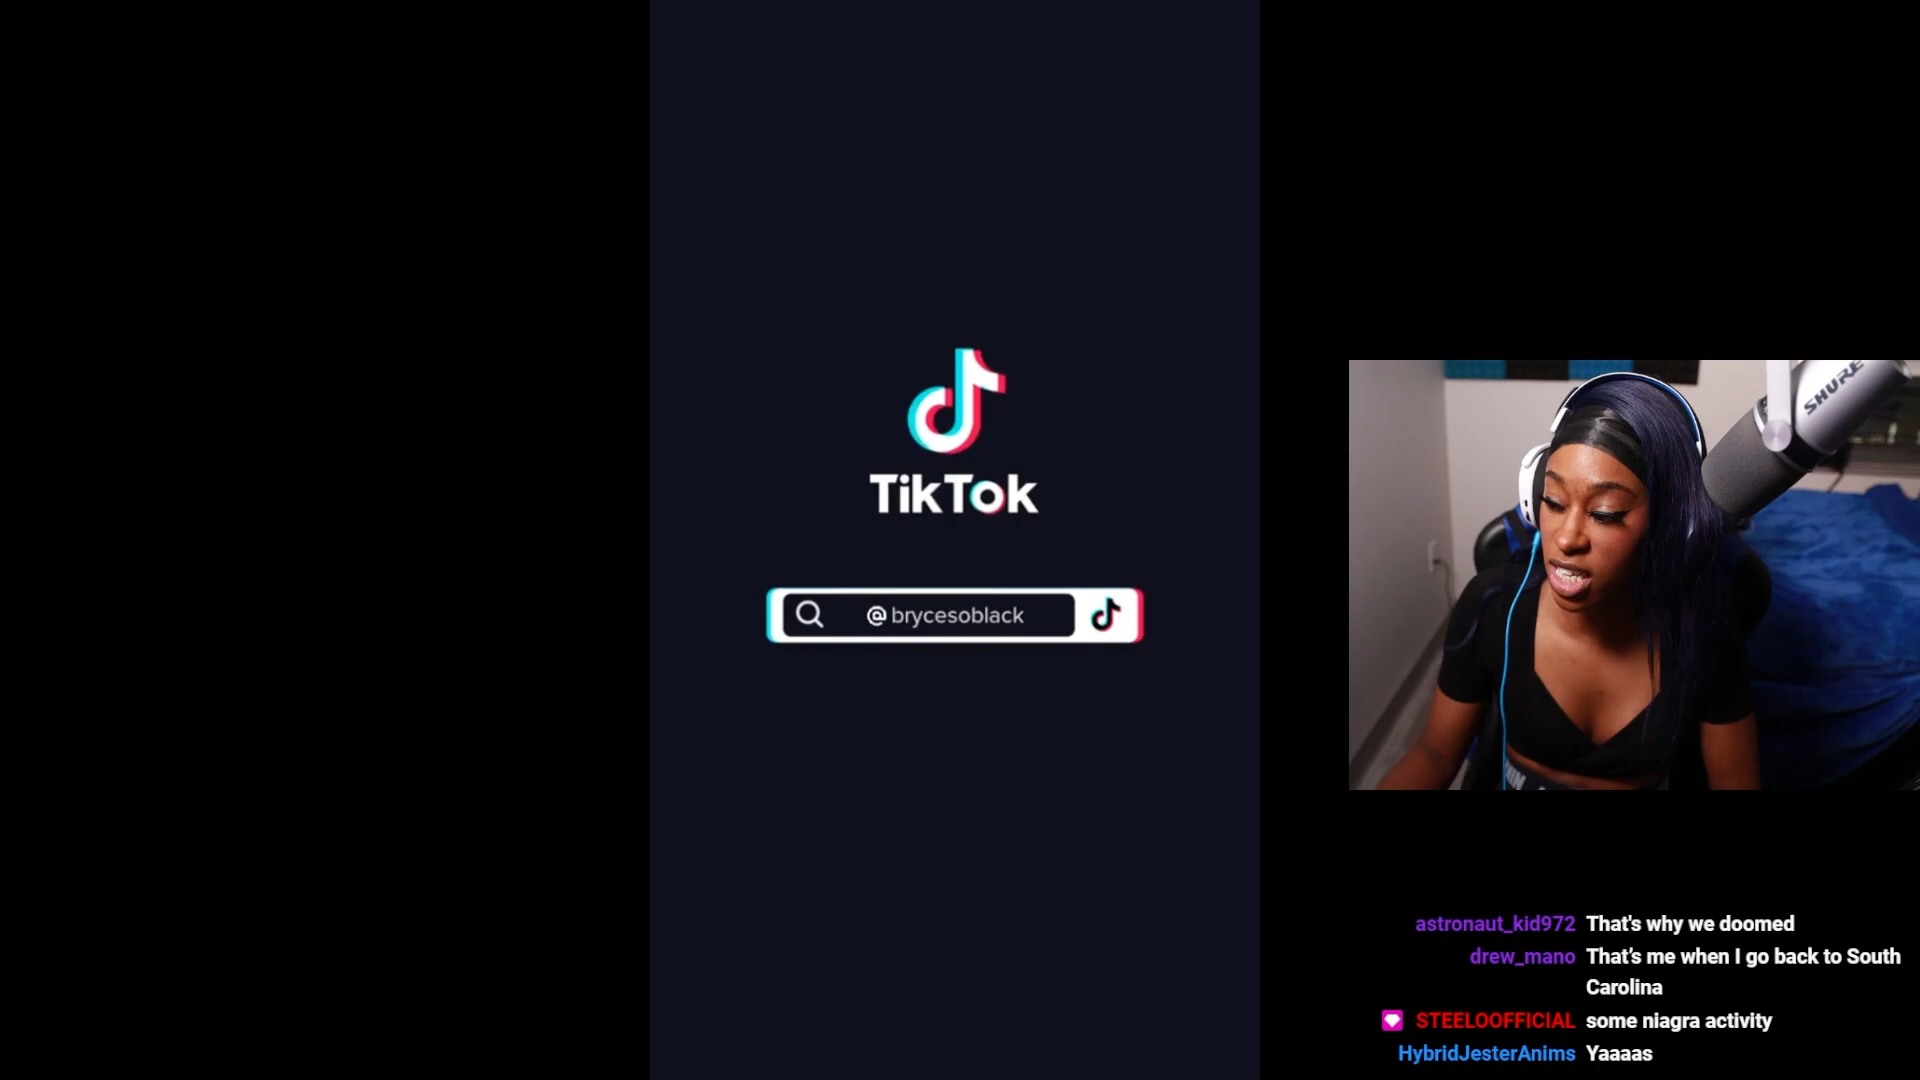 TikTok
@brycesoblack
SHURE
astronaut_kid972 That's why we doomed
drew_mano That's me when I go back to South
Carolina
STEELOOFFICIAL some niagra activity
HybridJesterAnims Yaaaas